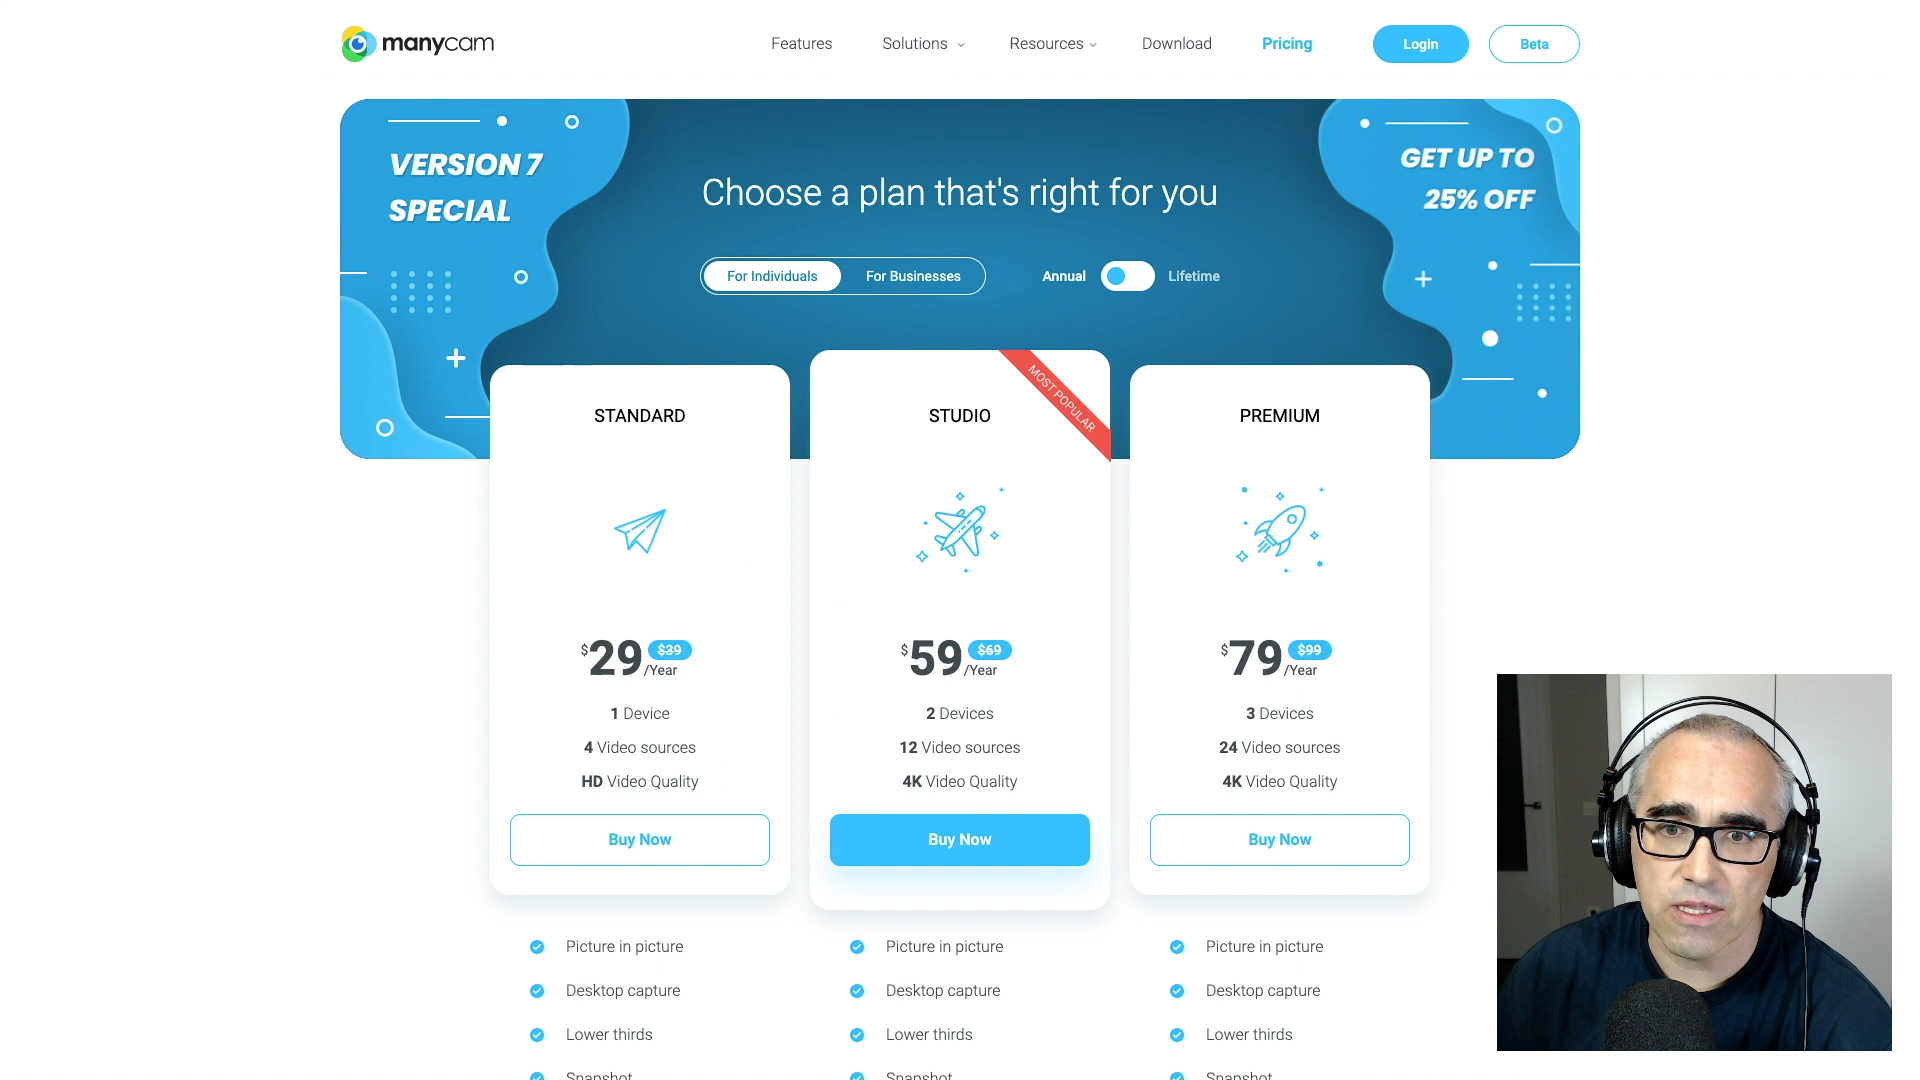 manycam
Features
Solutions
Resources
Download
Pricing
Login
Beta
VERSION 7
SPECIAL
GET UP TO
25% OFF
Choose a plan that's right for you
For Individuals
For Businesses
Annual
Lifetime
STANDARD
$29 $39
/Year
1 Device
4 Video sources
HD Video Quality
Buy Now
Picture in picture
Desktop capture
Lower thirds
Snapshot
MOST POPULAR
STUDIO
$59 $69
/Year
2 Devices
12 Video sources
4K Video Quality
Buy Now
Picture in picture
Desktop capture
Lower thirds
Snapshot
PREMIUM
$79 $99
/Year
3 Devices
24 Video sources
4K Video Quality
Buy Now
Picture in picture
Desktop capture
Lower thirds
Snapshot